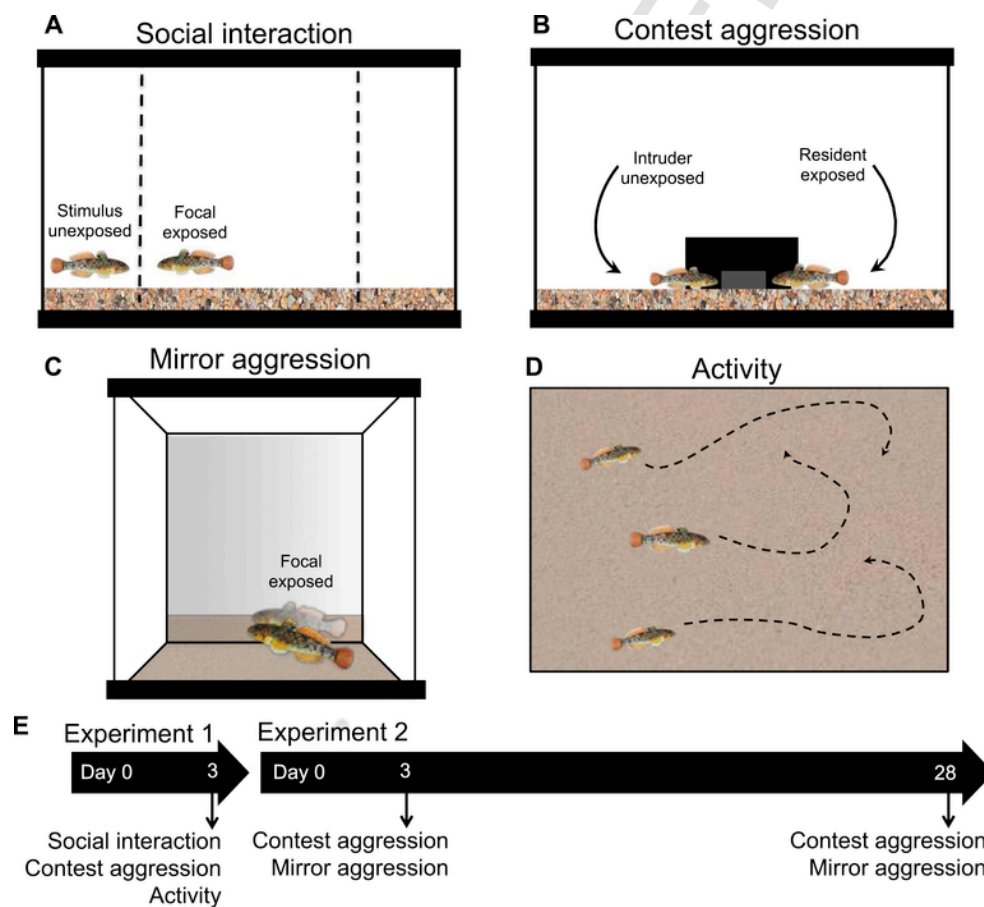 A
Social interaction
Stimulus
unexposed
Focal
exposed
B
Contest aggression
Intruder
unexposed
Resident
exposed
C
Mirror aggression
Focal
exposed
D
Activity
E
Experiment 1
Day 0
3
Social interaction
Contest aggression
Activity
Experiment 2
Day 0
3
28
Contest aggression
Mirror aggression
Contest aggression
Mirror aggression